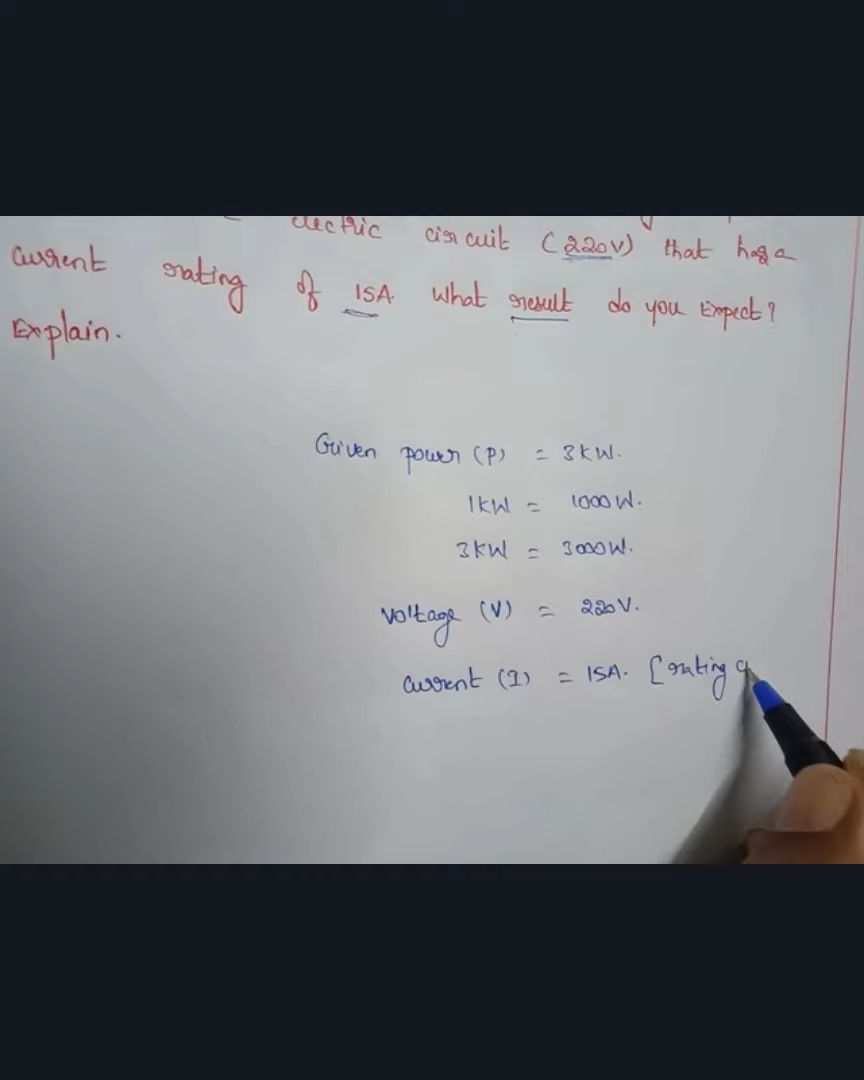 electric circuit (220V) that has a
current rating of 15A. What result do you Expect?
Explain.
Given power (P) = 3KW.
1KW = 1000W.
3KW = 3000W.
Voltage (V) = 220V.
current (I) = 15A. [rating